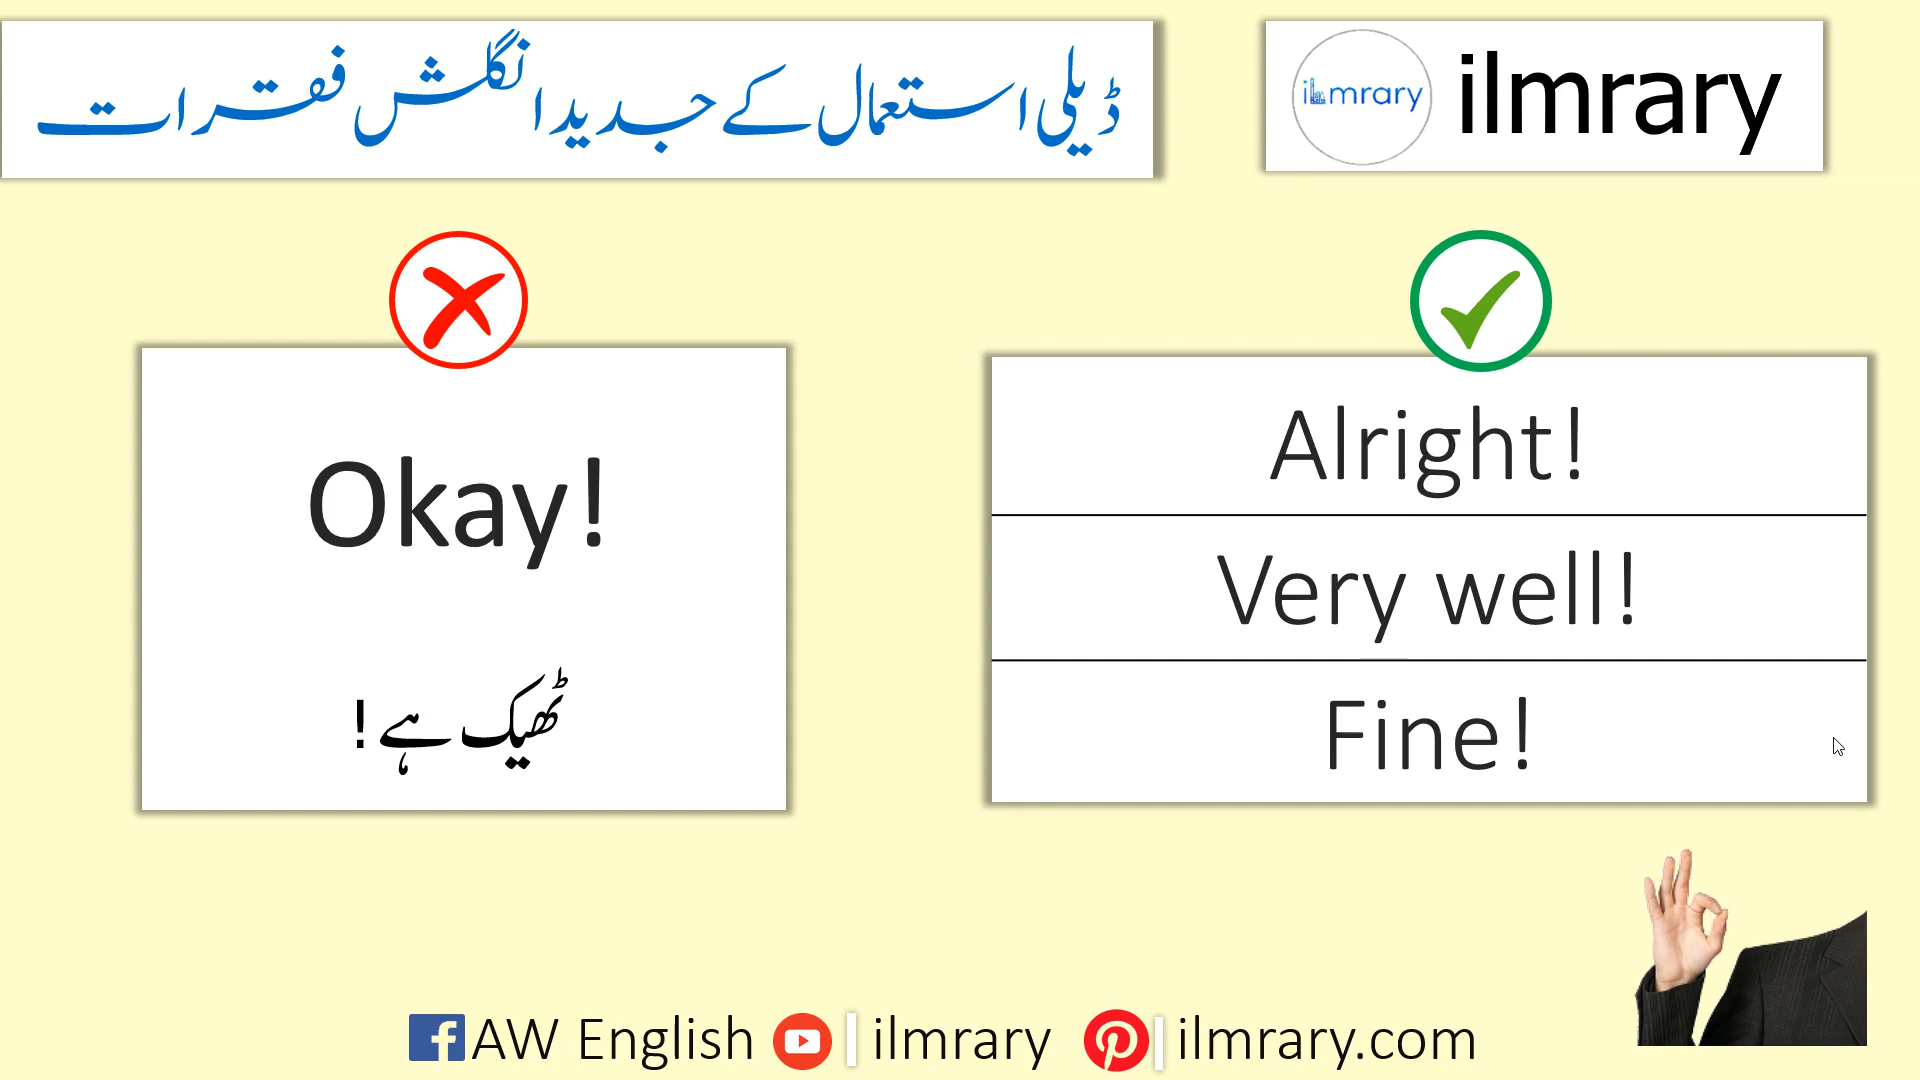 ڈیلی استعمال کے جدید انگلش فقرات
ilmrary
ilmrary
Okay!
ٹھیک ہے !
Alright!
Very well!
Fine!
AW English | ilmrary | ilmrary.com